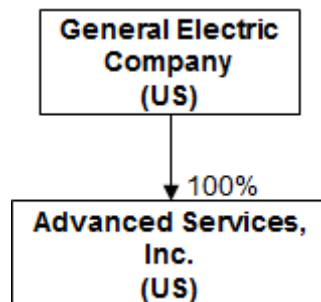 General Electric
Company
(US)
100%
Advanced Services,
Inc.
(US)